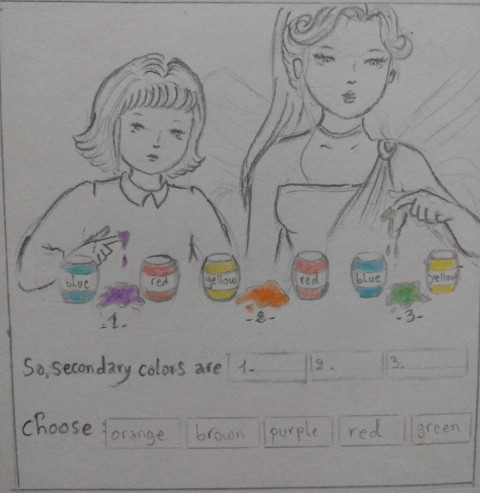 blue red yellow red blue yellow
-1- -2- -3-
So, secondary colors are 1- 2. 3-
Choose : orange brown purple red green